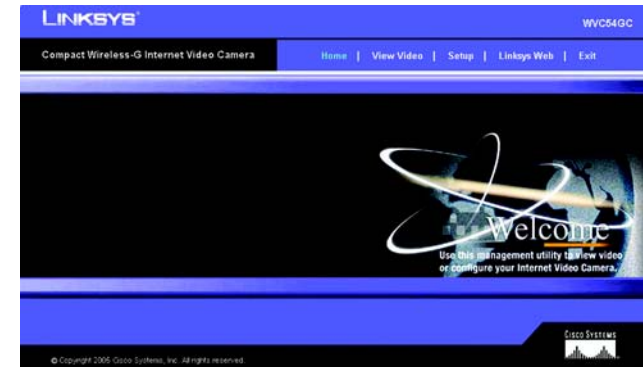 LINKSYS®
WVC54GC
Compact Wireless-G Internet Video Camera
Home | View Video | Setup | Linksys Web | Exit
Welcome
Use this management utility to view video
or configure your Internet Video Camera.
CISCO SYSTEMS
© Copyright 2005 Cisco Systems, Inc. All rights reserved.